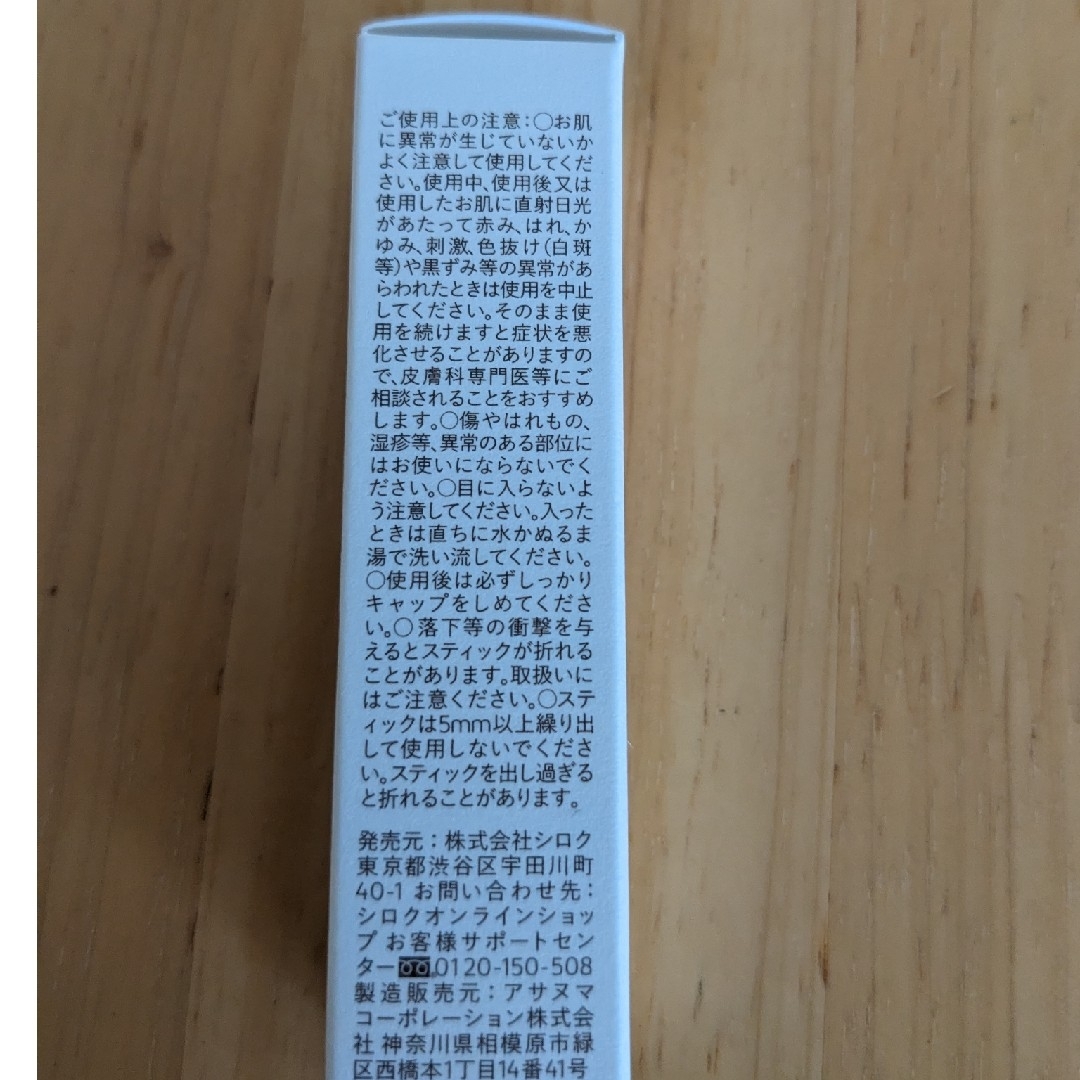 ご使用上の注意:○お肌
に異常が生じていないか
よく注意して使用してくだ
さい。使用中、使用後又は
使用したお肌に直射日光
があたって赤み、はれ、か
ゆみ、刺激、色抜け(白斑
等)や黒ずみ等の異常があ
らわれたときは使用を中止
してください。そのまま使
用を続けますと症状を悪
化させることがありますの
で、皮膚科専門医等にご
相談されることをおすすめ
します。○傷やはれもの、
湿疹等、異常のある部位に
はお使いにならないでく
ださい。○目に入らないよ
う注意してください。入った
ときは直ちに水かぬるま
湯で洗い流してください。
○使用後は必ずしっかり
キャップをしめてくださ
い。○落下等の衝撃を与
えるとスティックが折れる
ことがあります。取扱いに
はご注意ください。○ステ
ィックは5mm以上繰り出
して使用しないでくださ
い。スティックを出し過ぎる
と折れることがあります。
発売元:株式会社シロク
東京都渋谷区宇田川町
40-1 お問い合わせ先:
シロクオンラインショッ
プ お客様サポートセン
ター 0120-150-508
製造販売元:アサヌマ
コーポレーション株式会
社 神奈川県相模原市緑
区西橋本1丁目14番41号